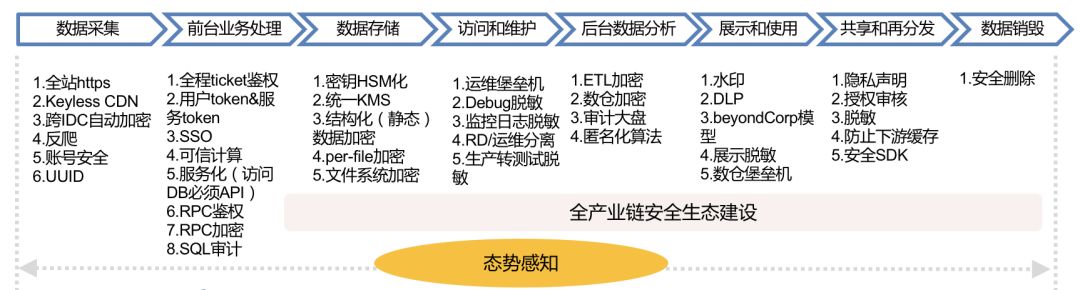 数据采集
前台业务处理
数据存储
访问和维护
后台数据分析
展示和使用
共享和再分发
数据销毁
1.全站https
2.Keyless CDN
3.跨IDC自动加密
4.反爬
5.账号安全
6.UUID
1.全程ticket鉴权
2.用户token&服
务token
3.SSO
4.可信计算
5.服务化（访问
DB必须API）
6.RPC鉴权
7.RPC加密
8.SQL审计
1.密钥HSM化
2.统一KMS
3.结构化（静态）
数据加密
4.per-file加密
5.文件系统加密
1.运维堡垒机
2.Debug脱敏
3.监控日志脱敏
4.RD/运维分离
5.生产转测试脱
敏
1.ETL加密
2.数仓加密
3.审计大盘
4.匿名化算法
1.水印
2.DLP
3.beyondCorp模
型
4.展示脱敏
5.数仓堡垒机
1.隐私声明
2.授权审核
3.脱敏
4.防止下游缓存
5.安全SDK
1.安全删除
全产业链安全生态建设
态势感知